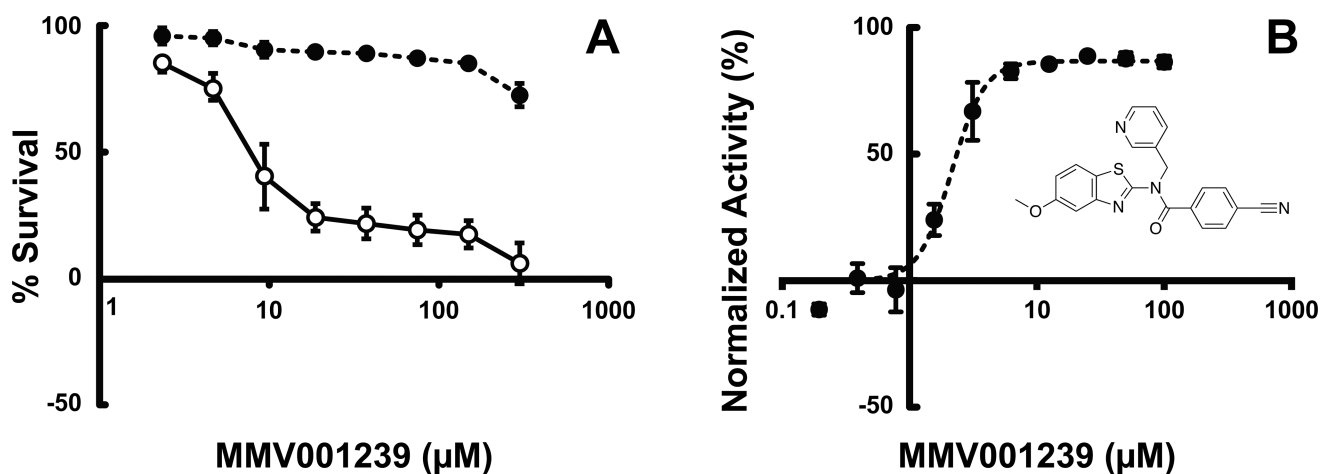 A
100
50
0
-50
% Survival
1
10
100
1000
MMV001239 (µM)
B
100
50
-50
Normalized Activity (%)
0.1
10
100
1000
N
S
N
N
O
O
N
MMV001239 (µM)